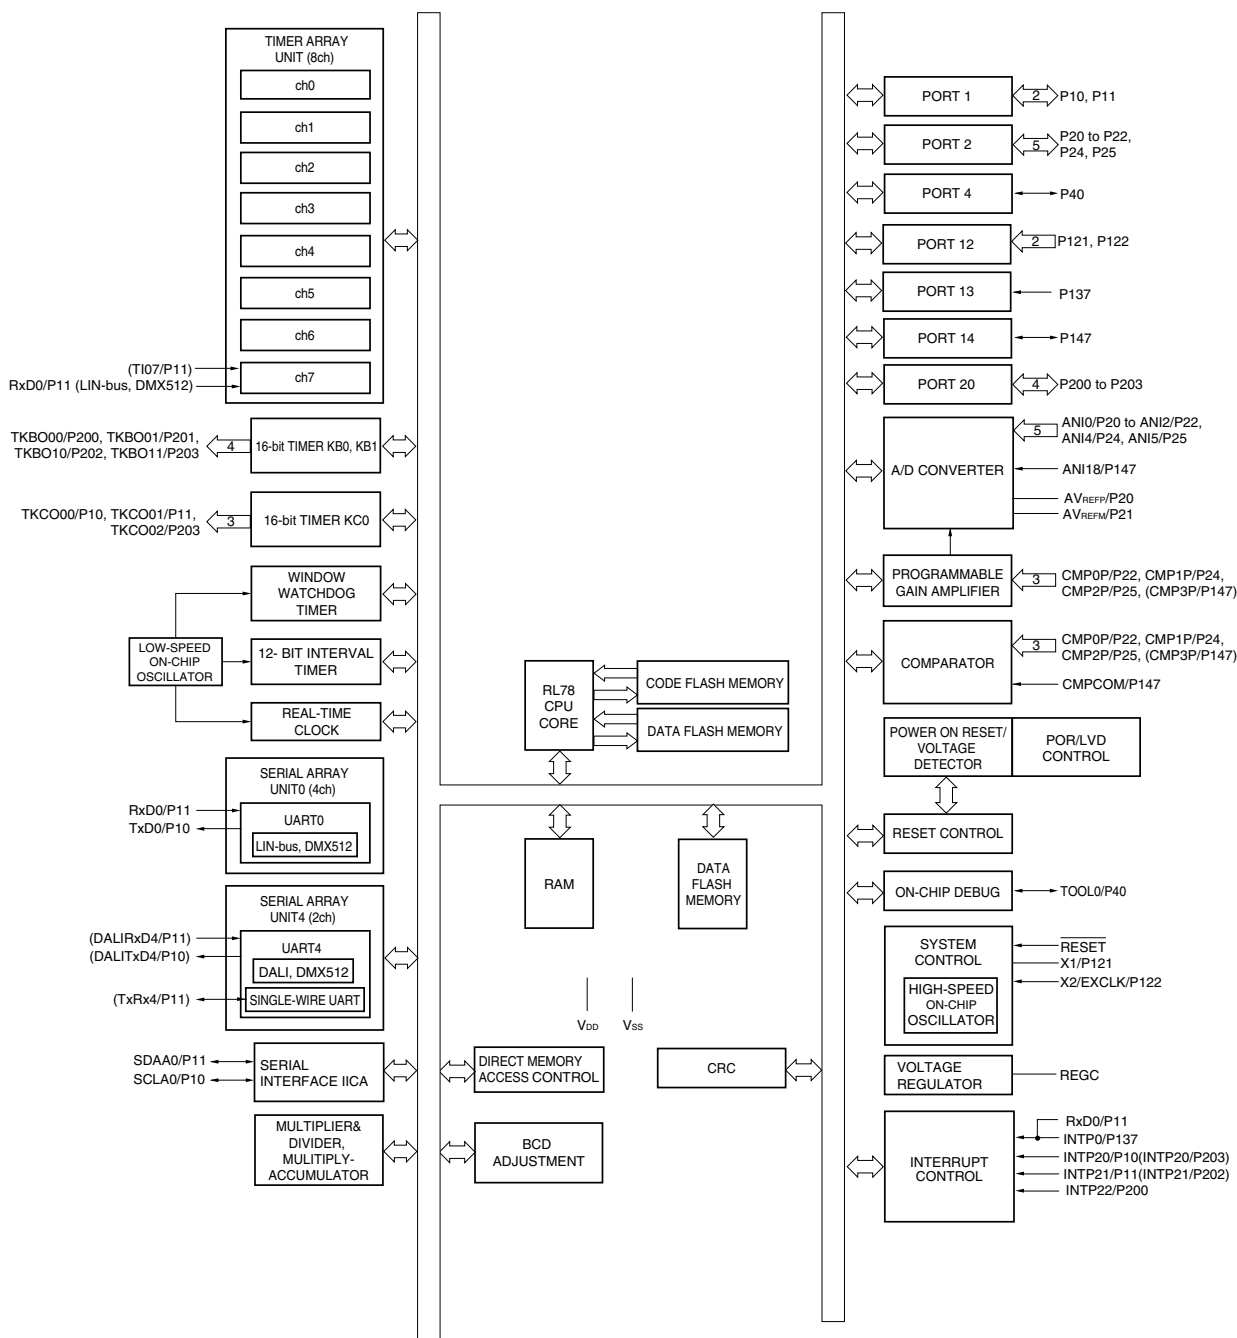 TIMER ARRAY
UNIT (8ch)
ch0
ch1
ch2
ch3
ch4
ch5
ch6
ch7
(TI07/P11)
RxD0/P11 (LIN-bus, DMX512)
TKBO00/P200, TKBO01/P201,
TKBO10/P202, TKBO11/P203
4
16-bit TIMER KB0, KB1
TKCO00/P10, TKCO01/P11,
TKCO02/P203
3
16-bit TIMER KC0
WINDOW
WATCHDOG
TIMER
LOW-SPEED
ON-CHIP
OSCILLATOR
12- BIT INTERVAL
TIMER
REAL-TIME
CLOCK
SERIAL ARRAY
UNIT0 (4ch)
RxD0/P11
TxD0/P10
UART0
LIN-bus, DMX512
SERIAL ARRAY
UNIT4 (2ch)
(DALIRxD4/P11)
(DALITxD4/P10)
UART4
DALI, DMX512
(TxRx4/P11)
SINGLE-WIRE UART
SDAA0/P11
SCLA0/P10
SERIAL
INTERFACE IICA
MULTIPLIER&
DIVIDER,
MULITIPLY-
ACCUMULATOR
RL78
CPU
CORE
CODE FLASH MEMORY
DATA FLASH MEMORY
RAM
DATA
FLASH
MEMORY
VDD
VSS
DIRECT MEMORY
ACCESS CONTROL
CRC
BCD
ADJUSTMENT
PORT 1
2
P10, P11
PORT 2
5
P20 to P22,
P24, P25
PORT 4
P40
PORT 12
2
P121, P122
PORT 13
P137
PORT 14
P147
PORT 20
4
P200 to P203
A/D CONVERTER
5
ANI0/P20 to ANI2/P22,
ANI4/P24, ANI5/P25
ANI18/P147
AVREFP/P20
AVREFM/P21
PROGRAMMABLE
GAIN AMPLIFIER
3
CMP0P/P22, CMP1P/P24,
CMP2P/P25, (CMP3P/P147)
COMPARATOR
3
CMP0P/P22, CMP1P/P24,
CMP2P/P25, (CMP3P/P147)
CMPCOM/P147
POWER ON RESET/
VOLTAGE
DETECTOR
POR/LVD
CONTROL
RESET CONTROL
ON-CHIP DEBUG
TOOL0/P40
SYSTEM
CONTROL
HIGH-SPEED
ON-CHIP
OSCILLATOR
RESET
X1/P121
X2/EXCLK/P122
VOLTAGE
REGULATOR
REGC
INTERRUPT
CONTROL
RxD0/P11
INTP0/P137
INTP20/P10(INTP20/P203)
INTP21/P11(INTP21/P202)
INTP22/P200